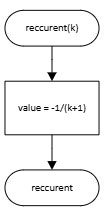 reccurent(k)
value = -1/(k+1)
reccurent